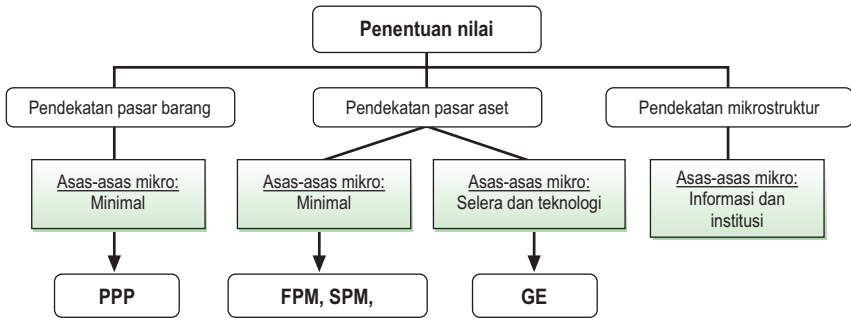 Penentuan nilai
Pendekatan pasar barang
Pendekatan pasar aset
Pendekatan mikrostruktur
Asas-asas mikro:
Minimal
Asas-asas mikro:
Minimal
Asas-asas mikro:
Selera dan teknologi
Asas-asas mikro:
Informasi dan
institusi
PPP
FPM, SPM,
GE